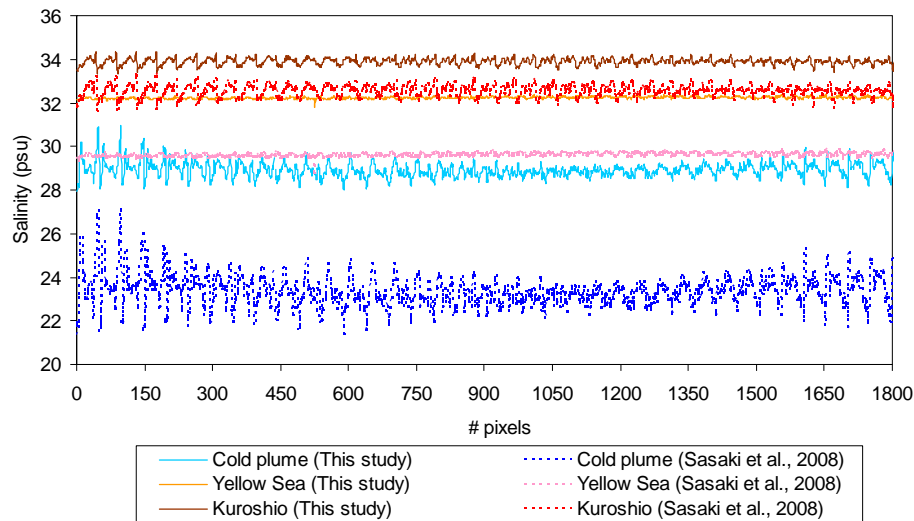 36
34
32
30
28
26
24
22
20
Salinity (psu)
0 150 300 450 600 750 900 1050 1200 1350 1500 1650 1800
# pixels
Cold plume (This study) Cold plume (Sasaki et al., 2008)
Yellow Sea (This study) Yellow Sea (Sasaki et al., 2008)
Kuroshio (This study) Kuroshio (Sasaki et al., 2008)